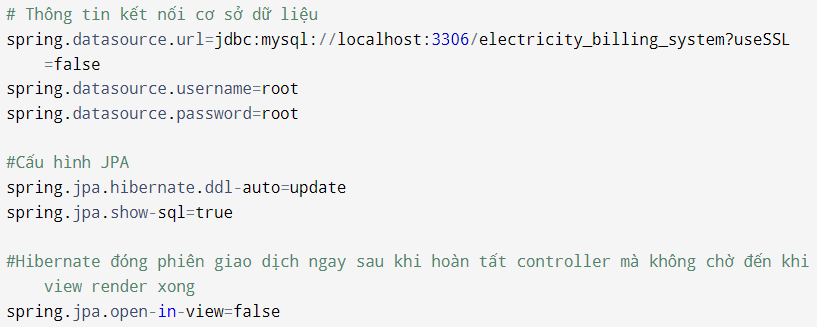 # Thông tin kết nối cơ sở dữ liệu
spring.datasource.url=jdbc:mysql://localhost:3306/electricity_billing_system?useSSL
=false
spring.datasource.username=root
spring.datasource.password=root
#Cấu hình JPA
spring.jpa.hibernate.ddl-auto=update
spring.jpa.show-sql=true
#Hibernate đóng phiên giao dịch ngay sau khi hoàn tất controller mà không chờ đến khi
view render xong
spring.jpa.open-in-view=false